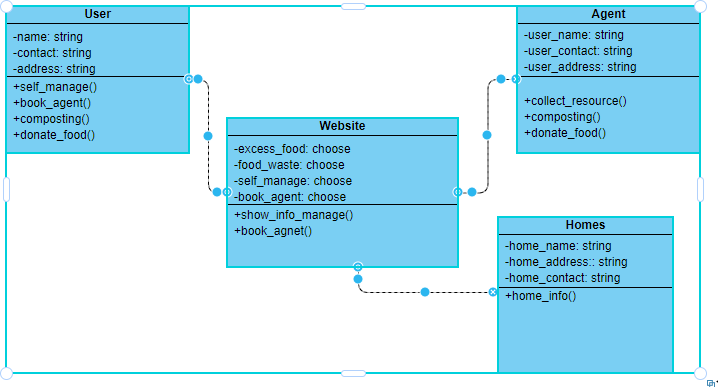 User
-name: string
-contact: string
-address: string
+self_manage()
+book_agent()
+composting()
+donate_food()
Agent
-user_name: string
-user_contact: string
-user_address: string
+collect_resource()
+composting()
+donate_food()
Website
-excess_food: choose
-food_waste: choose
-self_manage: choose
-book_agent: choose
+show_info_manage()
+book_agnet()
Homes
-home_name: string
-home_address:: string
-home_contact: string
+home_info()